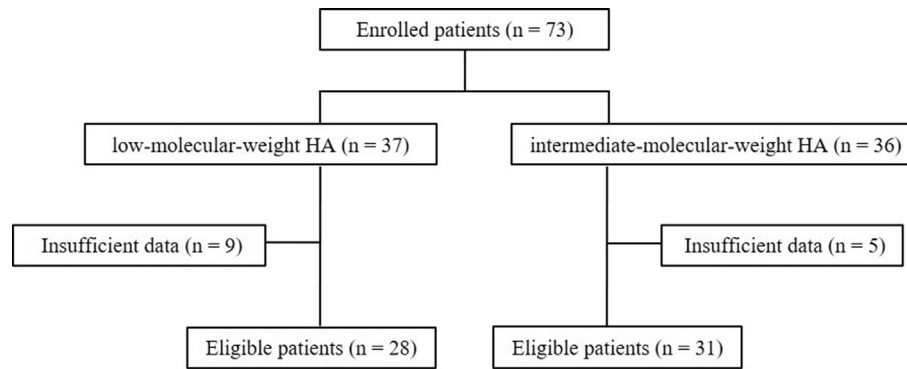 Enrolled patients (n = 73)
low-molecular-weight HA (n = 37)
intermediate-molecular-weight HA (n = 36)
Insufficient data (n = 9)
Insufficient data (n = 5)
Eligible patients (n = 28)
Eligible patients (n = 31)